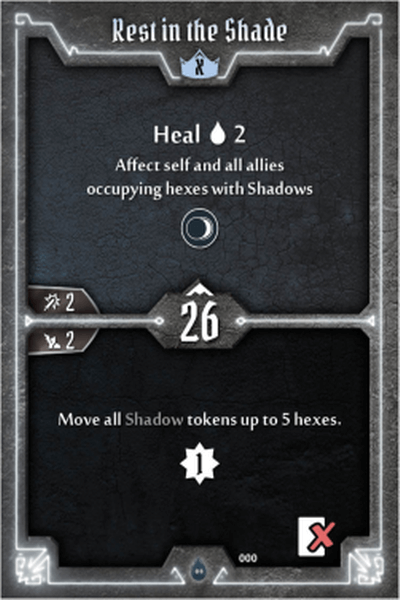 Rest in the Shade
X
Heal 2
Affect self and all allies
occupying hexes with Shadows
2
26
2
Move all Shadow tokens up to 5 hexes.
1
000